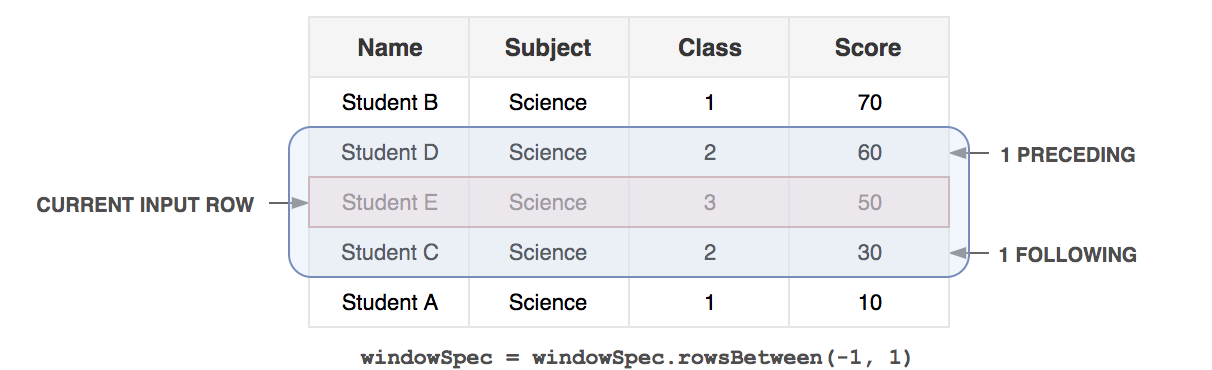 Name Subject Class Score
Student B Science 1 70
Student D Science 2 60
1 PRECEDING
CURRENT INPUT ROW
Student E Science 3 50
Student C Science 2 30
1 FOLLOWING
Student A Science 1 10
windowSpec = windowSpec.rowsBetween(-1, 1)